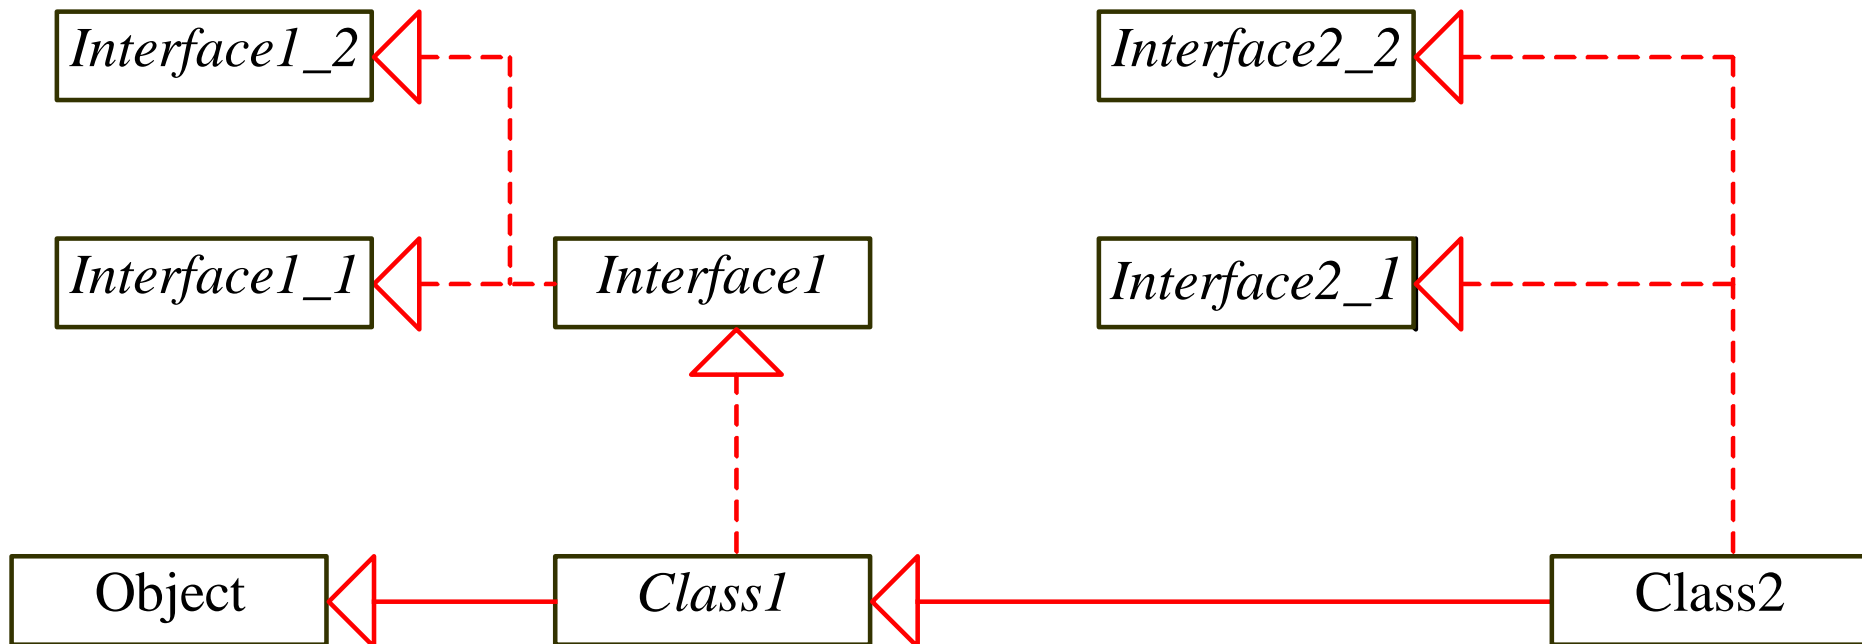 Interface1_2
Interface2_2
Interface1_1
Interface1
Interface2_1
Object
Class1
Class2